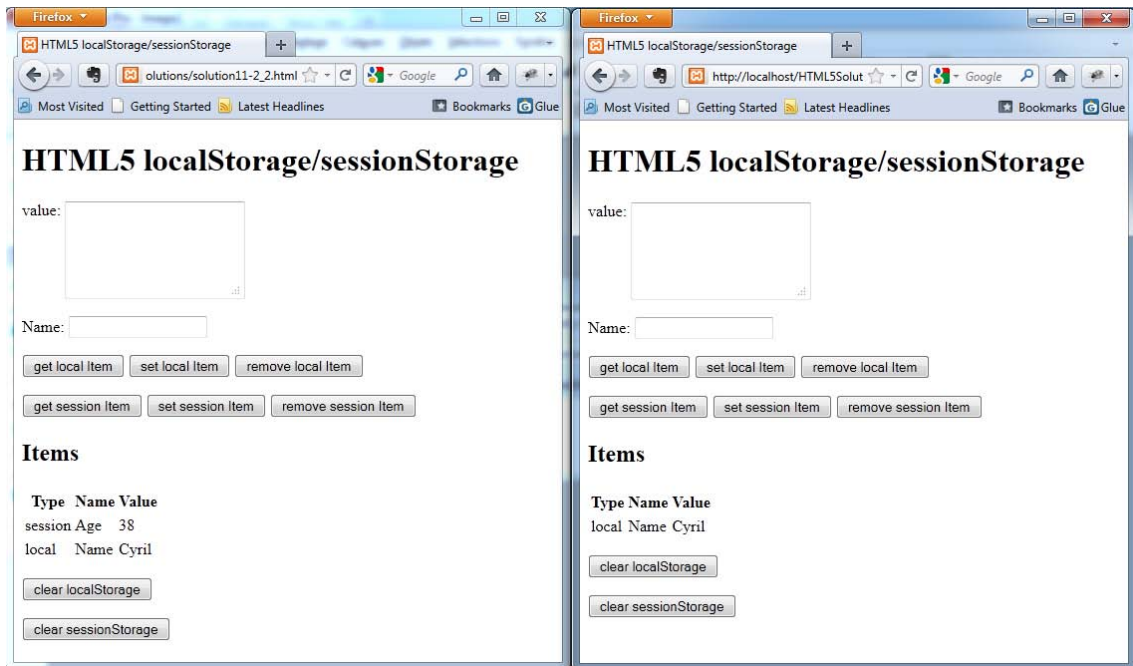 Firefox
HTML5 localStorage/sessionStorage
olutions/solution11-2_2.html
Google
Most Visited Getting Started Latest Headlines Bookmarks Glue
HTML5 localStorage/sessionStorage
value:
Name:
get local Item set local Item remove local Item
get session Item set session Item remove session Item
Items
Type Name Value
session Age 38
local Name Cyril
clear localStorage
clear sessionStorage
Firefox
HTML5 localStorage/sessionStorage
http://localhost/HTML5Solut
Google
Most Visited Getting Started Latest Headlines Bookmarks Glue
HTML5 localStorage/sessionStorage
value:
Name:
get local Item set local Item remove local Item
get session Item set session Item remove session Item
Items
Type Name Value
local Name Cyril
clear localStorage
clear sessionStorage